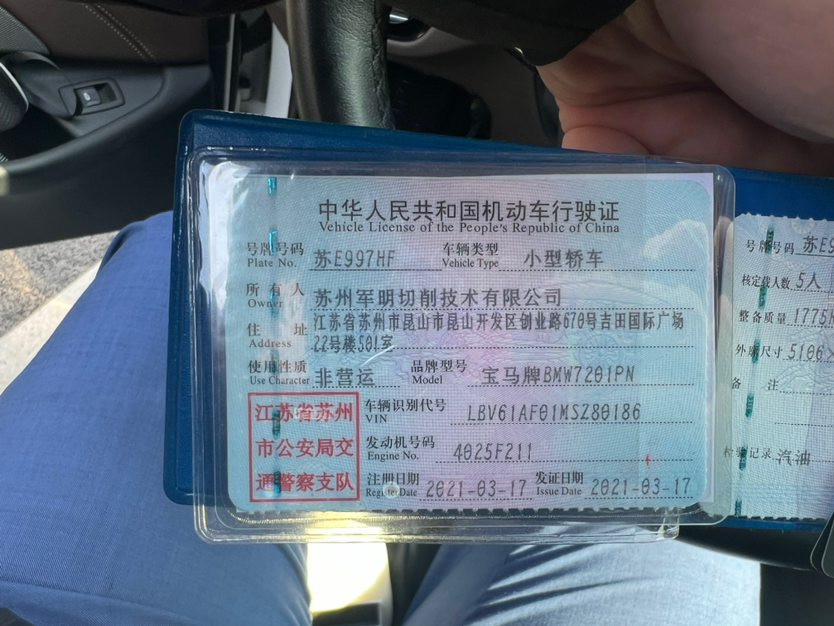 中华人民共和国机动车行驶证
Vehicle License of the People's Republic of China
号牌号码 苏E997HF 车辆类型 小型轿车
Plate No. Vehicle Type
所有人 苏州军明切削技术有限公司
Owner
住址 江苏省苏州市昆山市昆山开发区创业路670号吉田国际广场
Address 22号楼501室
使用性质 非营运 品牌型号 宝马牌BMW7201PN
Use Character Model
江苏省苏州
市公安局交
通警察支队
车辆识别代号 LBV61AF01MSZ80186
VIN
发动机号码 4025F211
Engine No.
注册日期 2021-03-17 发证日期 2021-03-17
Register Date Issue Date
号牌号码 苏E9
核定载人数 5人
整备质量 1775
外廓尺寸 5106
备注
检验记录 汽油